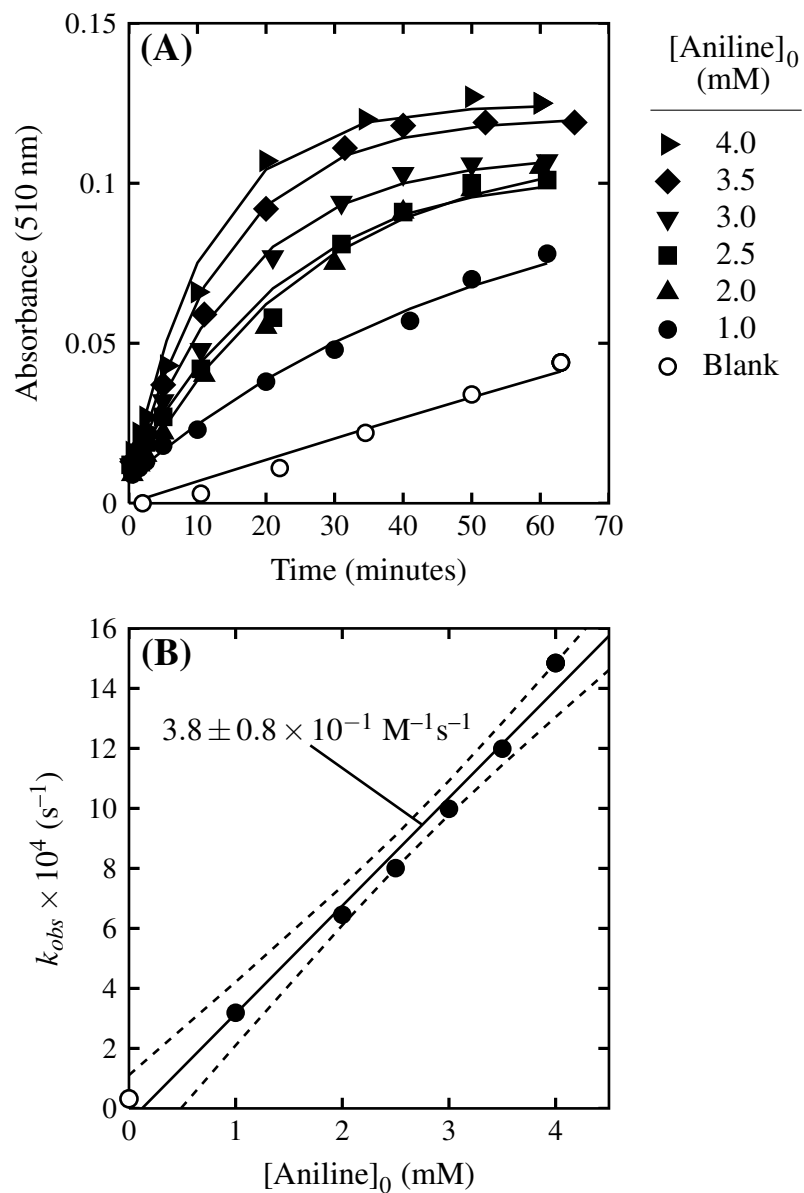 (A)
0.15
0.1
0.05
0
Absorbance (510 nm)
0 10 20 30 40 50 60 70
Time (minutes)
[Aniline]₀
(mM)
4.0
3.5
3.0
2.5
2.0
1.0
Blank
(B)
16
14
12
10
8
6
4
2
0
k_obs × 10⁴ (s⁻¹)
3.8 ± 0.8 × 10⁻¹ M⁻¹s⁻¹
0 1 2 3 4
[Aniline]₀ (mM)